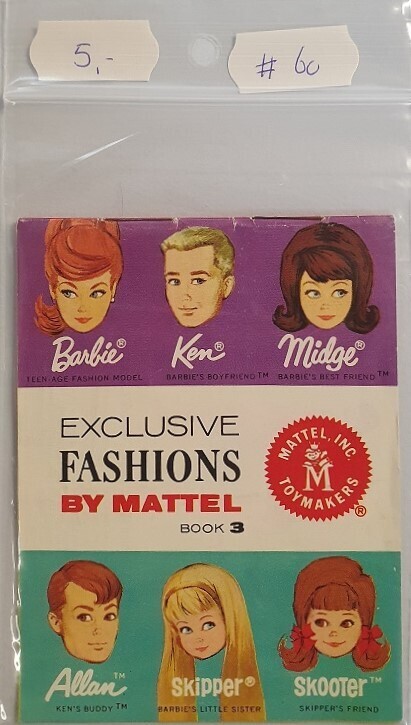 5,-
# 60
Barbie® Ken® Midge®
TEEN-AGE FASHION MODEL BARBIE'S BOYFRIEND™ BARBIE'S BEST FRIEND™
EXCLUSIVE
FASHIONS
BY MATTEL
BOOK 3
MATTEL, INC.
M
TOYMAKERS
®
Allan™ Skipper® SKOOTER™
KEN'S BUDDY™ BARBIE'S LITTLE SISTER SKIPPER'S FRIEND